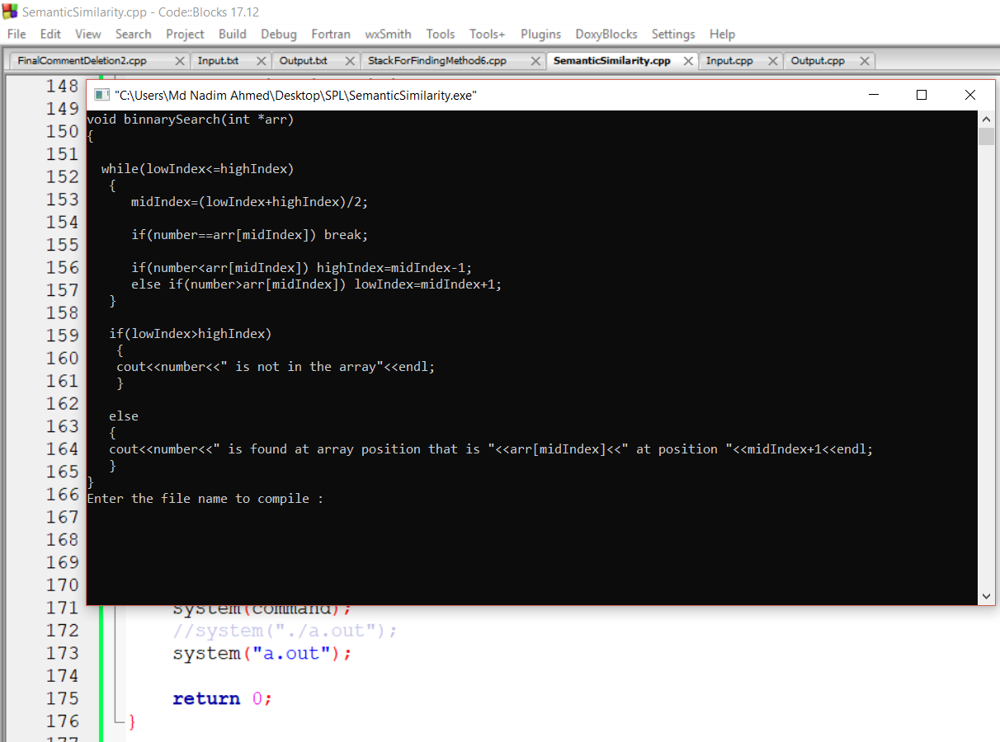 SemanticSimilarity.cpp - Code::Blocks 17.12
File Edit View Search Project Build Debug Fortran wxSmith Tools Tools+ Plugins DoxyBlocks Settings Help
FinalCommentDeletion2.cpp Input.txt Output.txt StackForFindingMethod6.cpp SemanticSimilarity.cpp Input.cpp Output.cpp
148
"C:\Users\Md Nadim Ahmed\Desktop\SPL\SemanticSimilarity.exe"
149 void binnarySearch(int *arr)
150 {
151
152 while(lowIndex<=highIndex)
{
153 midIndex=(lowIndex+highIndex)/2;
154
155 if(number==arr[midIndex]) break;
156 if(number<arr[midIndex]) highIndex=midIndex-1;
157 else if(number>arr[midIndex]) lowIndex=midIndex+1;
}
158
159 if(lowIndex>highIndex)
160 {
cout<<number<<" is not in the array"<<endl;
161 }
162
163 else
{
164 cout<<number<<" is found at array position that is "<<arr[midIndex]<<" at position "<<midIndex+1<<endl;
165 }
}
166 Enter the file name to compile :
167
168
169
170
171 system(command);
172 //system("./a.out");
173 system("a.out");
174
175 return 0;
176 }
177